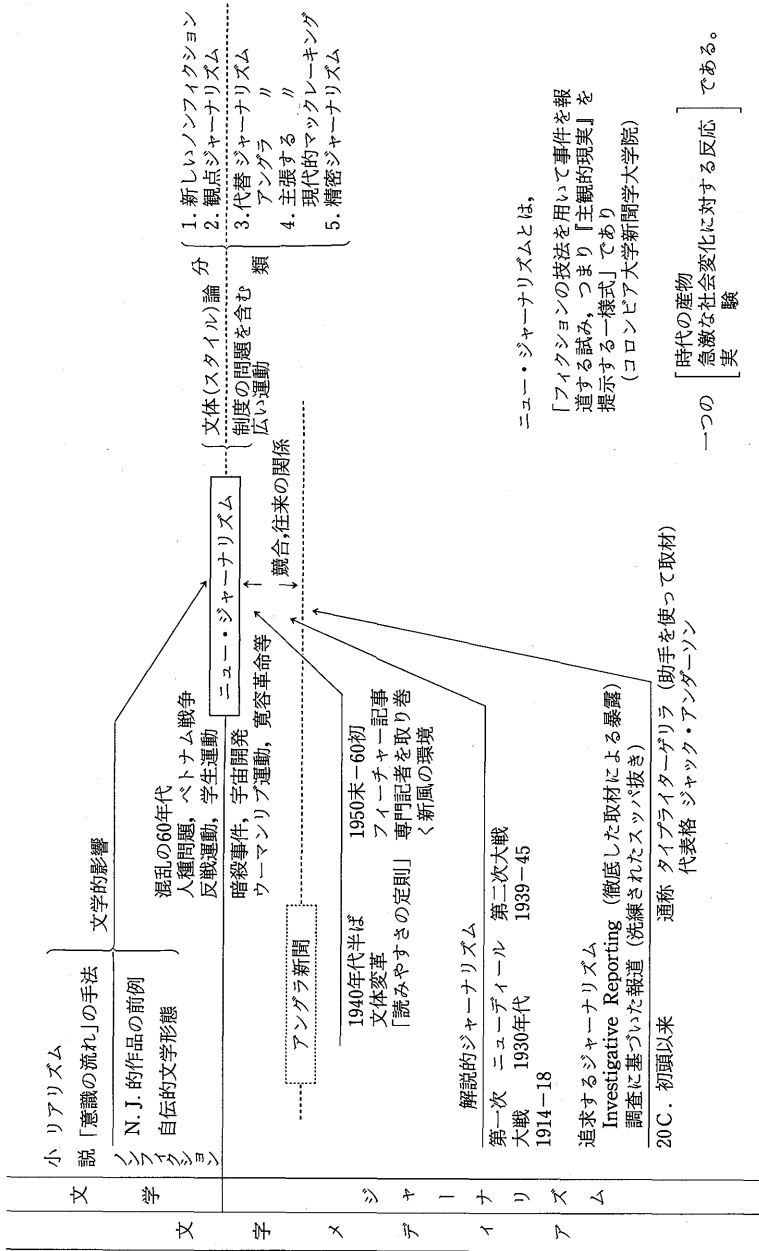 文字メディア
文学
ジャーナリズム
小説
リアリズム
「意識の流れ」の手法
ノンフィクション
N. J. 的作品の前例
自伝的文学形態
文学的影響
混乱の60年代
人種問題，ベトナム戦争
反戦運動，学生運動
暗殺事件，宇宙開発
ウーマンリブ運動，寛容革命等
ニュー・ジャーナリズム
文体(スタイル)論
制度の問題を含む
広い運動
分類
1. 新しいノンフィクション
2. 観点ジャーナリズム
3. 代替ジャーナリズム
アングラ 〃
4. 主張する 〃
現代的マックレーキング
5. 精密ジャーナリズム
競合,往来の関係
アングラ新聞
1940年代半ば
文体変革
「読みやすさの定則」
1950末－60初
フィーチャー記事
専門記者を取り巻
く新風の環境
解説的ジャーナリズム
第一次 ニューディール 第二次大戦
大戦 1930年代 1939－45
1914－18
追求するジャーナリズム
Investigative Reporting (徹底した取材による暴露)
調査に基づいた報道 (洗練されたスッパ抜き)
20C. 初頭以来 通称 タイプライターゲリラ (助手を使って取材)
代表格 ジャック・アンダーソン
ニュー・ジャーナリズムとは，
「フィクションの技法を用いて事件を報
道する試み，つまり『主観的現実』を
提示する一様式」であり
(コロンビア大学新聞学大学院)
一つの
時代の産物
急激な社会変化に対する反応
実験
である。